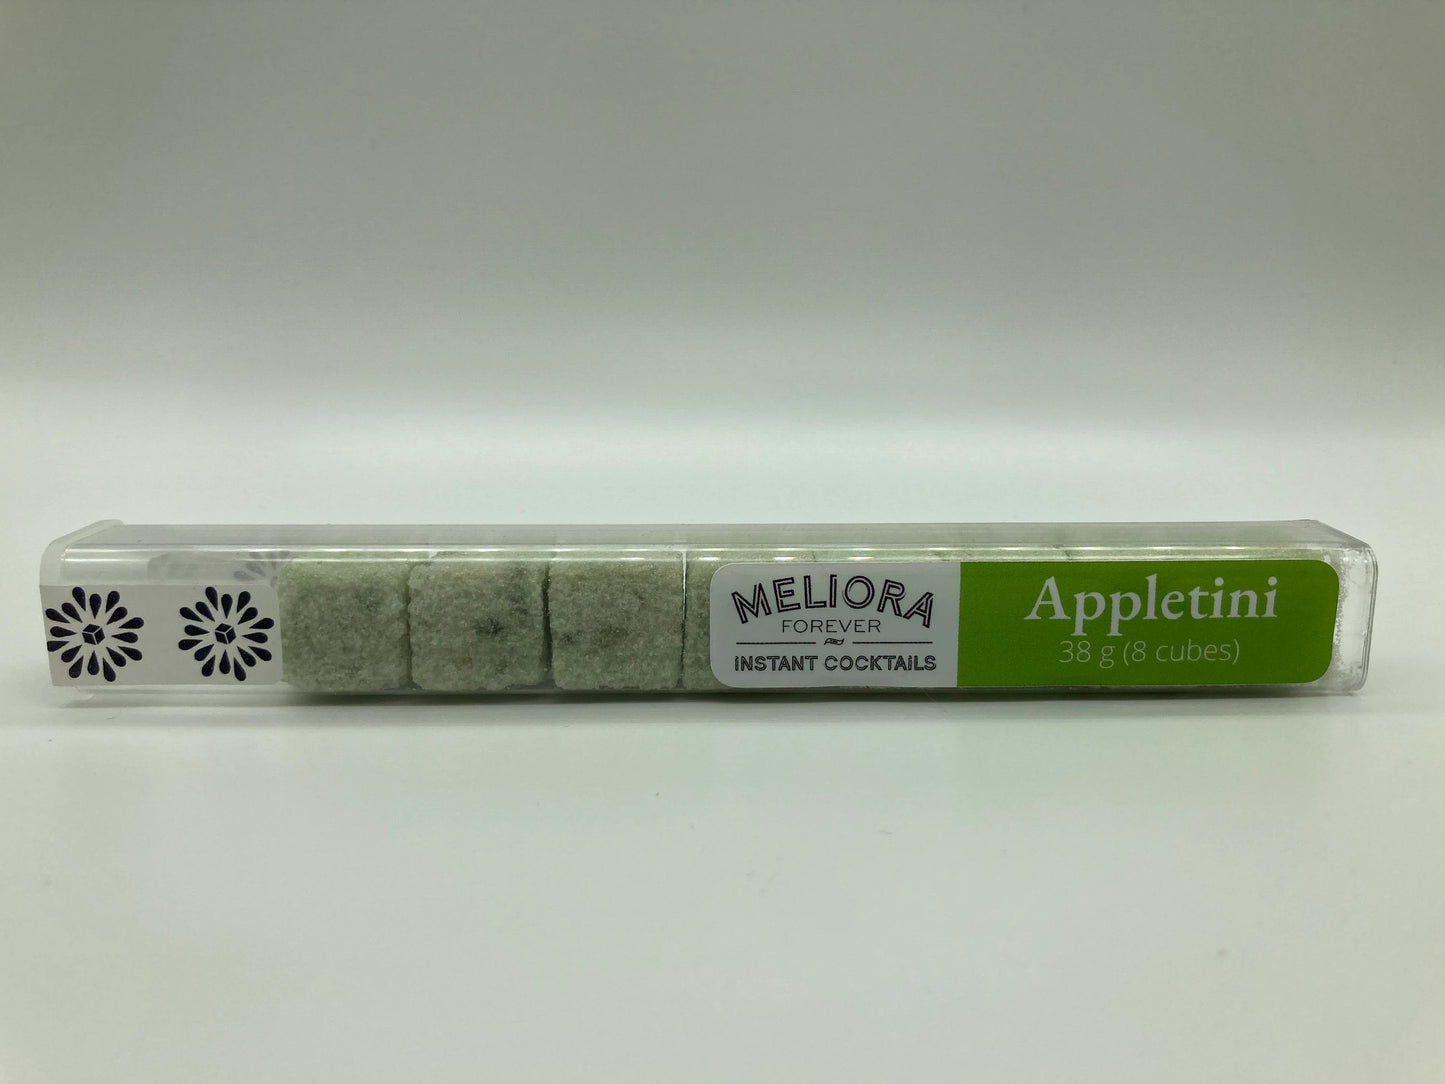 MELIORA
FOREVER
INSTANT COCKTAILS
Appletini
38 g (8 cubes)